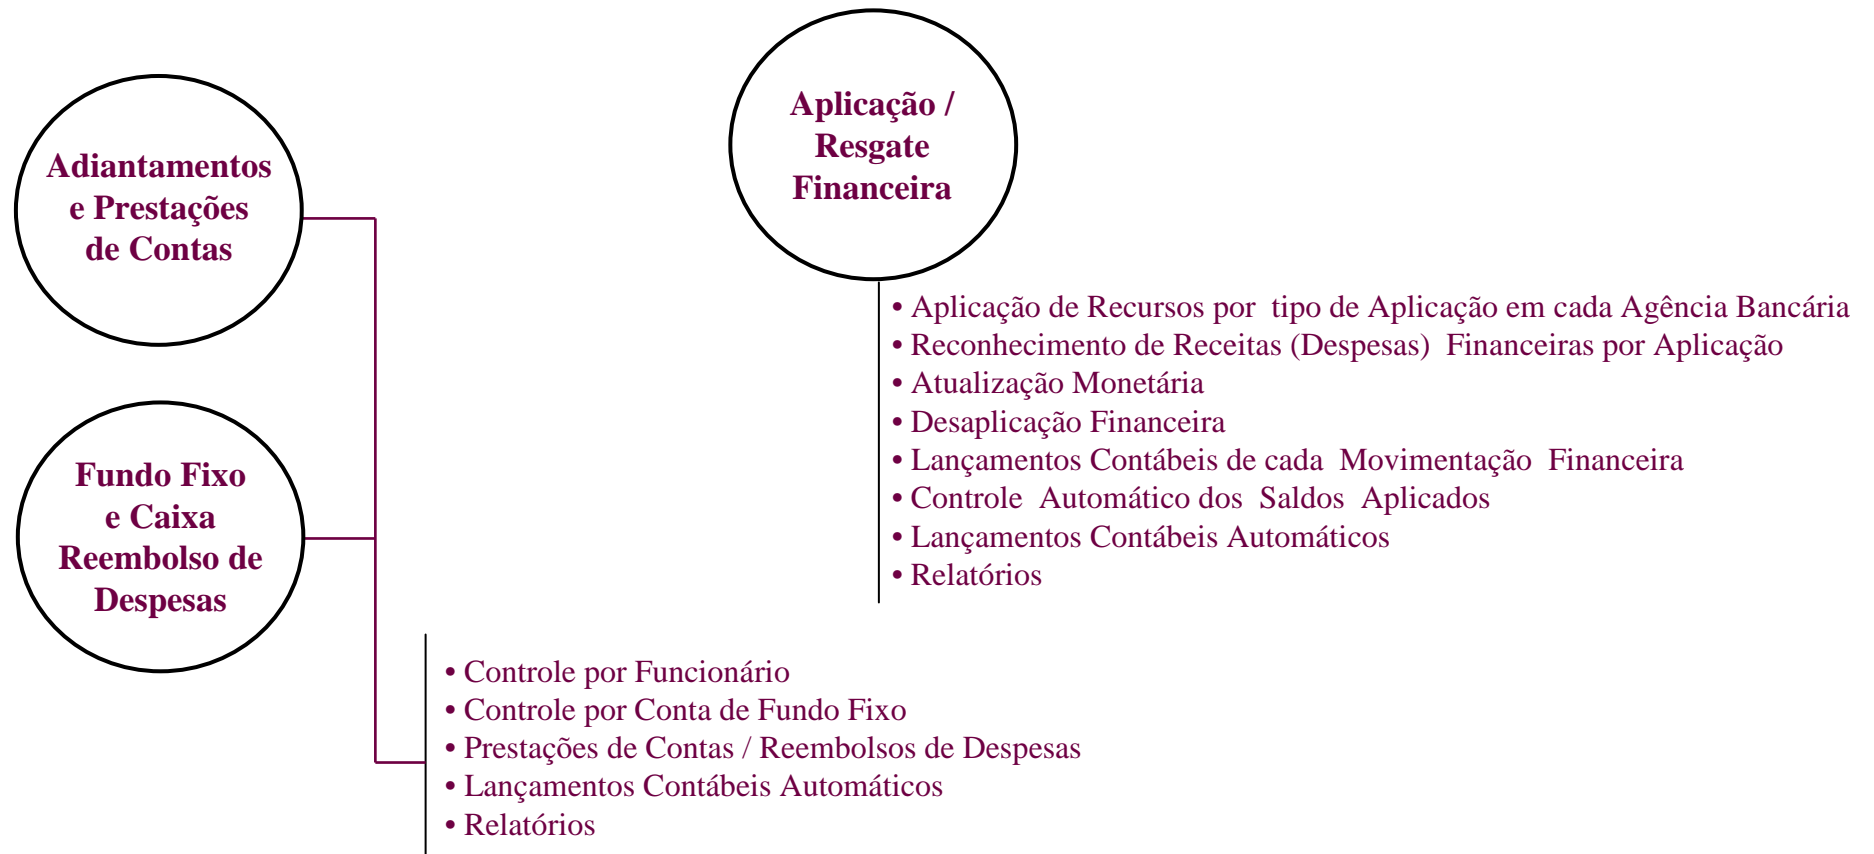 Adiantamentos
e Prestações
de Contas
Fundo Fixo
e Caixa
Reembolso de
Despesas
• Controle por Funcionário
• Controle por Conta de Fundo Fixo
• Prestações de Contas / Reembolsos de Despesas
• Lançamentos Contábeis Automáticos
• Relatórios
Aplicação /
Resgate
Financeira
• Aplicação de Recursos por  tipo de Aplicação em cada Agência Bancária
• Reconhecimento de Receitas (Despesas)  Financeiras por Aplicação
• Atualização Monetária
• Desaplicação Financeira
• Lançamentos Contábeis de cada  Movimentação  Financeira
• Controle  Automático dos  Saldos  Aplicados
• Lançamentos Contábeis Automáticos
• Relatórios